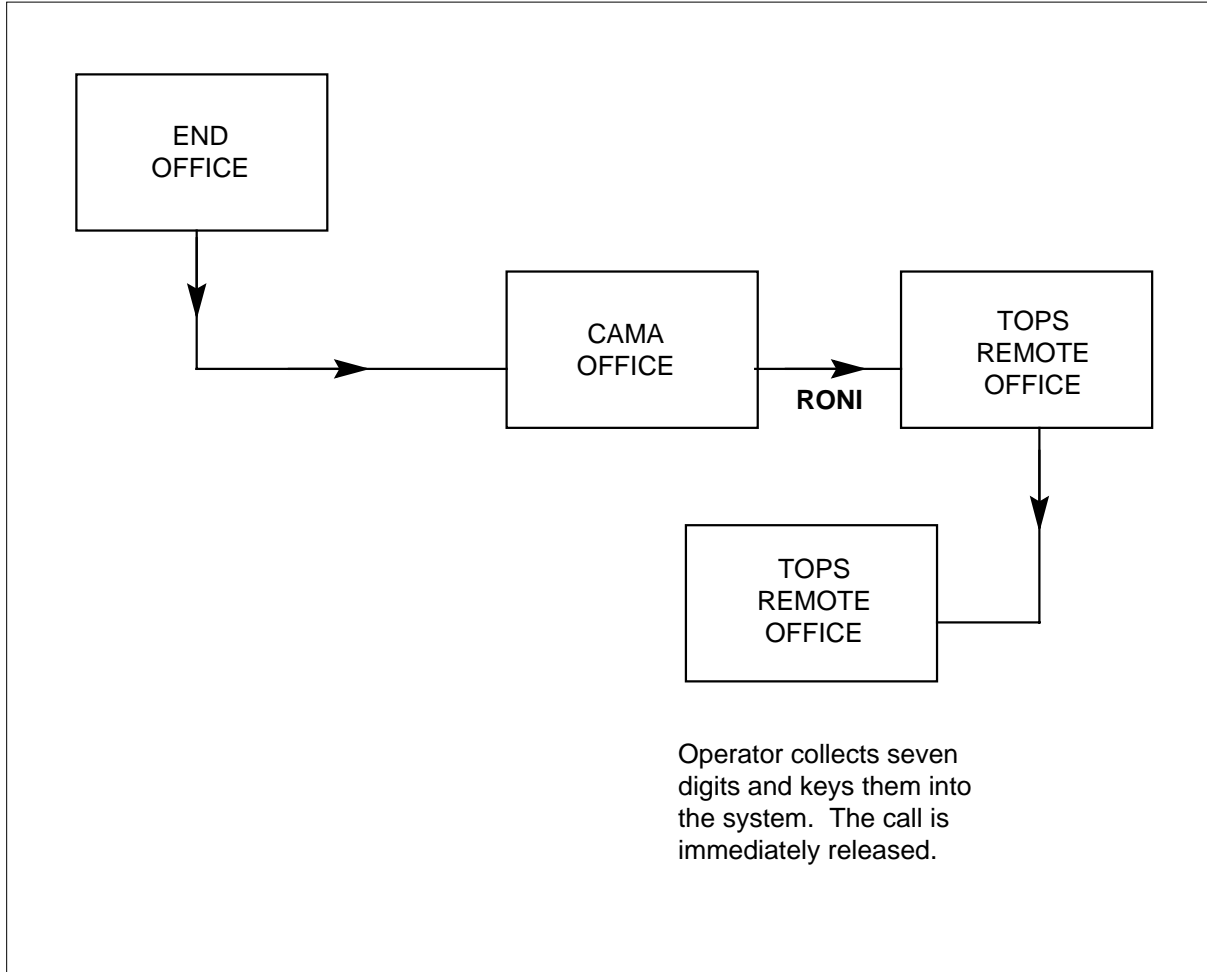 END
OFFICE
CAMA
OFFICE
RONI
TOPS
REMOTE
OFFICE
TOPS
REMOTE
OFFICE
Operator collects seven
digits and keys them into
the system.  The call is
immediately released.